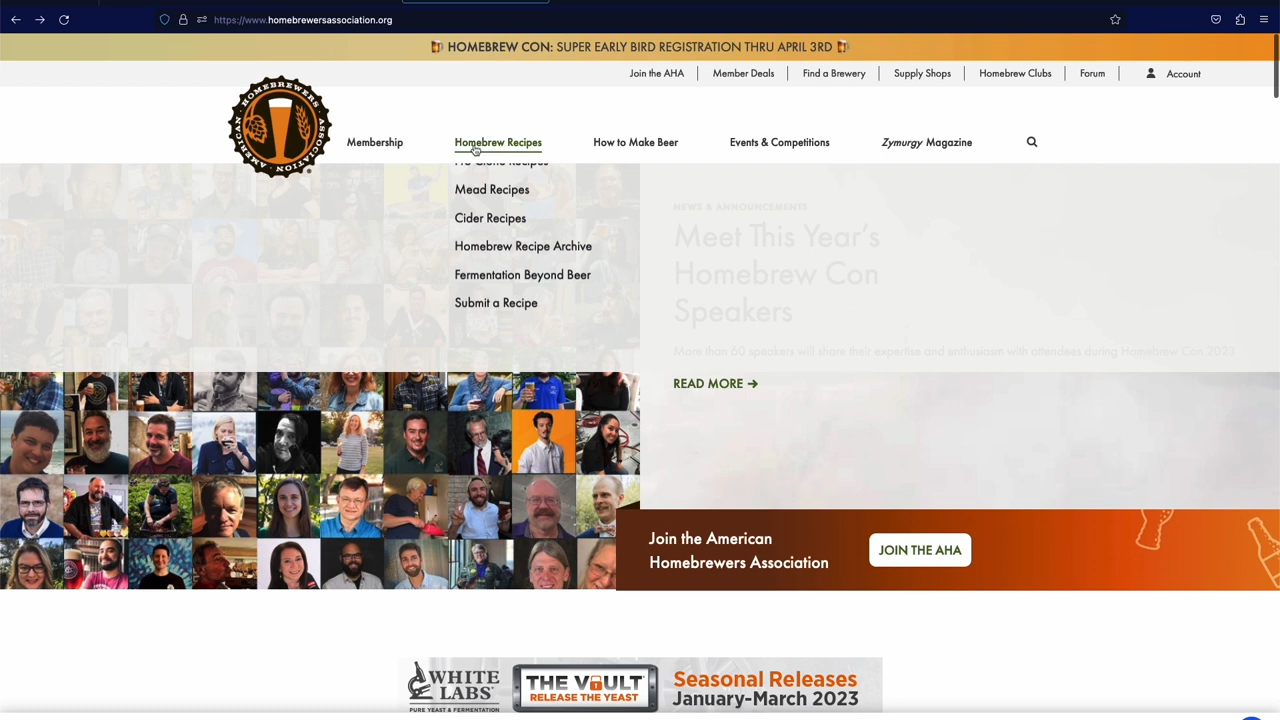 https://www.homebrewersassociation.org
HOMEBREW CON: SUPER EARLY BIRD REGISTRATION THRU APRIL 3RD
Join the AHA
Member Deals
Find a Brewery
Supply Shops
Homebrew Clubs
Forum
Account
AMERICAN HOMEBREWERS ASSOCIATION
Membership
Homebrew Recipes
How to Make Beer
Events & Competitions
Zymurgy Magazine
Pro Clone Recipes
Mead Recipes
Cider Recipes
Homebrew Recipe Archive
Fermentation Beyond Beer
Submit a Recipe
NEWS & ANNOUNCEMENTS
Meet This Year's
Homebrew Con
Speakers
More than 60 speakers will share their expertise and enthusiasm with attendees during Homebrew Con 2023
READ MORE →
Join the American
Homebrewers Association
JOIN THE AHA
WHITE
LABS
PURE YEAST & FERMENTATION
THE VAULT
RELEASE THE YEAST
Seasonal Releases
January-March 2023